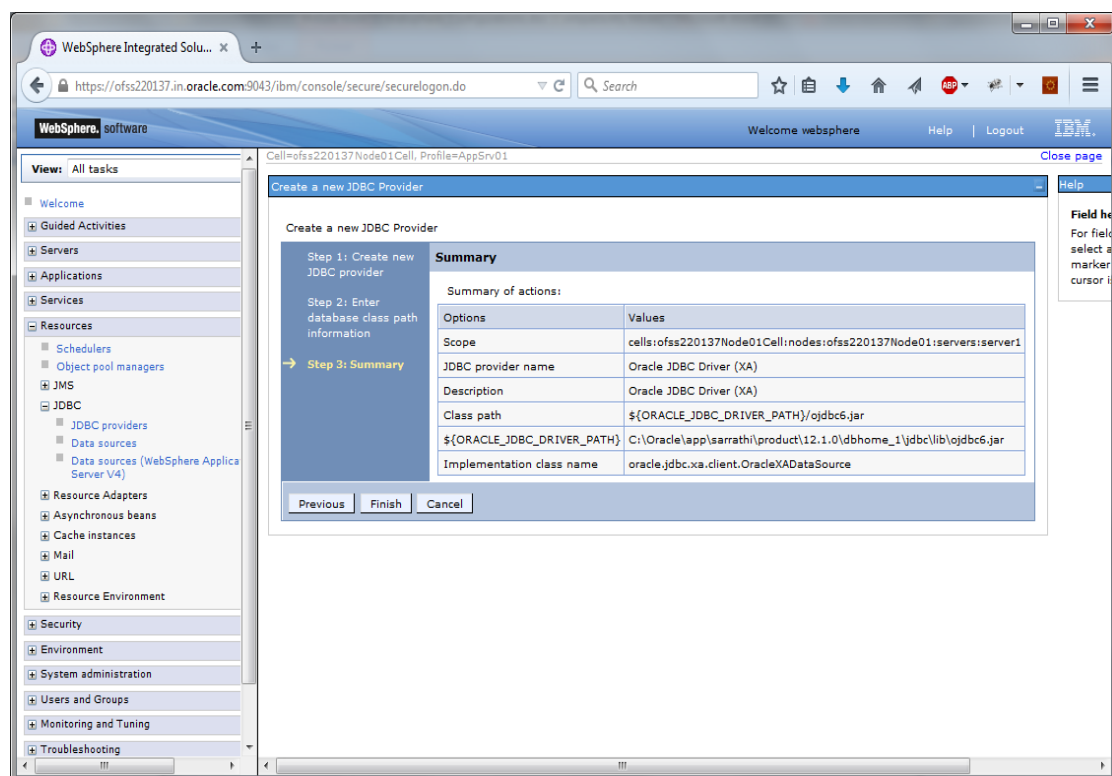 WebSphere Integrated Solu...
https://ofss220137.in.oracle.com:9043/ibm/console/secure/securelogon.do
Search
ABP
WebSphere. software
Welcome websphere
Help | Logout
IBM.
View: All tasks
Welcome
Guided Activities
Servers
Applications
Services
Resources
Schedulers
Object pool managers
JMS
JDBC
JDBC providers
Data sources
Data sources (WebSphere Applica
Server V4)
Resource Adapters
Asynchronous beans
Cache instances
Mail
URL
Resource Environment
Security
Environment
System administration
Users and Groups
Monitoring and Tuning
Troubleshooting
Cell=ofss220137Node01Cell, Profile=AppSrv01
Close page
Create a new JDBC Provider
Create a new JDBC Provider
Step 1: Create new
JDBC provider
Step 2: Enter
database class path
information
Step 3: Summary
Summary
Summary of actions:
Options Values
Scope cells:ofss220137Node01Cell:nodes:ofss220137Node01:servers:server1
JDBC provider name Oracle JDBC Driver (XA)
Description Oracle JDBC Driver (XA)
Class path ${ORACLE_JDBC_DRIVER_PATH}/ojdbc6.jar
${ORACLE_JDBC_DRIVER_PATH} C:\Oracle\app\sarrathi\product\12.1.0\dbhome_1\jdbc\lib\ojdbc6.jar
Implementation class name oracle.jdbc.xa.client.OracleXADataSource
Previous Finish Cancel
Help
Field he
For field
select a
marker
cursor i